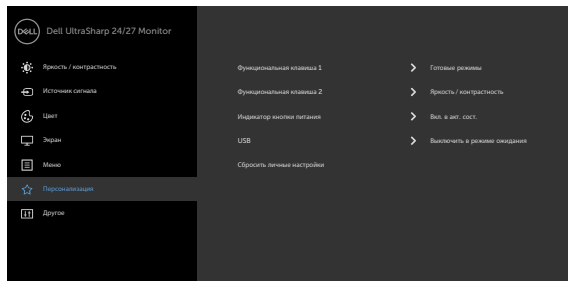 DELL Dell UltraSharp 24/27 Monitor
Яркость / контрастность
Функциональная клавиша 1 Готовые режимы
Источник сигнала
Функциональная клавиша 2 Яркость / контрастность
Цвет
Индикатор кнопки питания Вкл. в акт. сост.
Экран
USB Выключить в режиме ожидания
Меню
Сбросить личные настройки
Персонализация
Другое